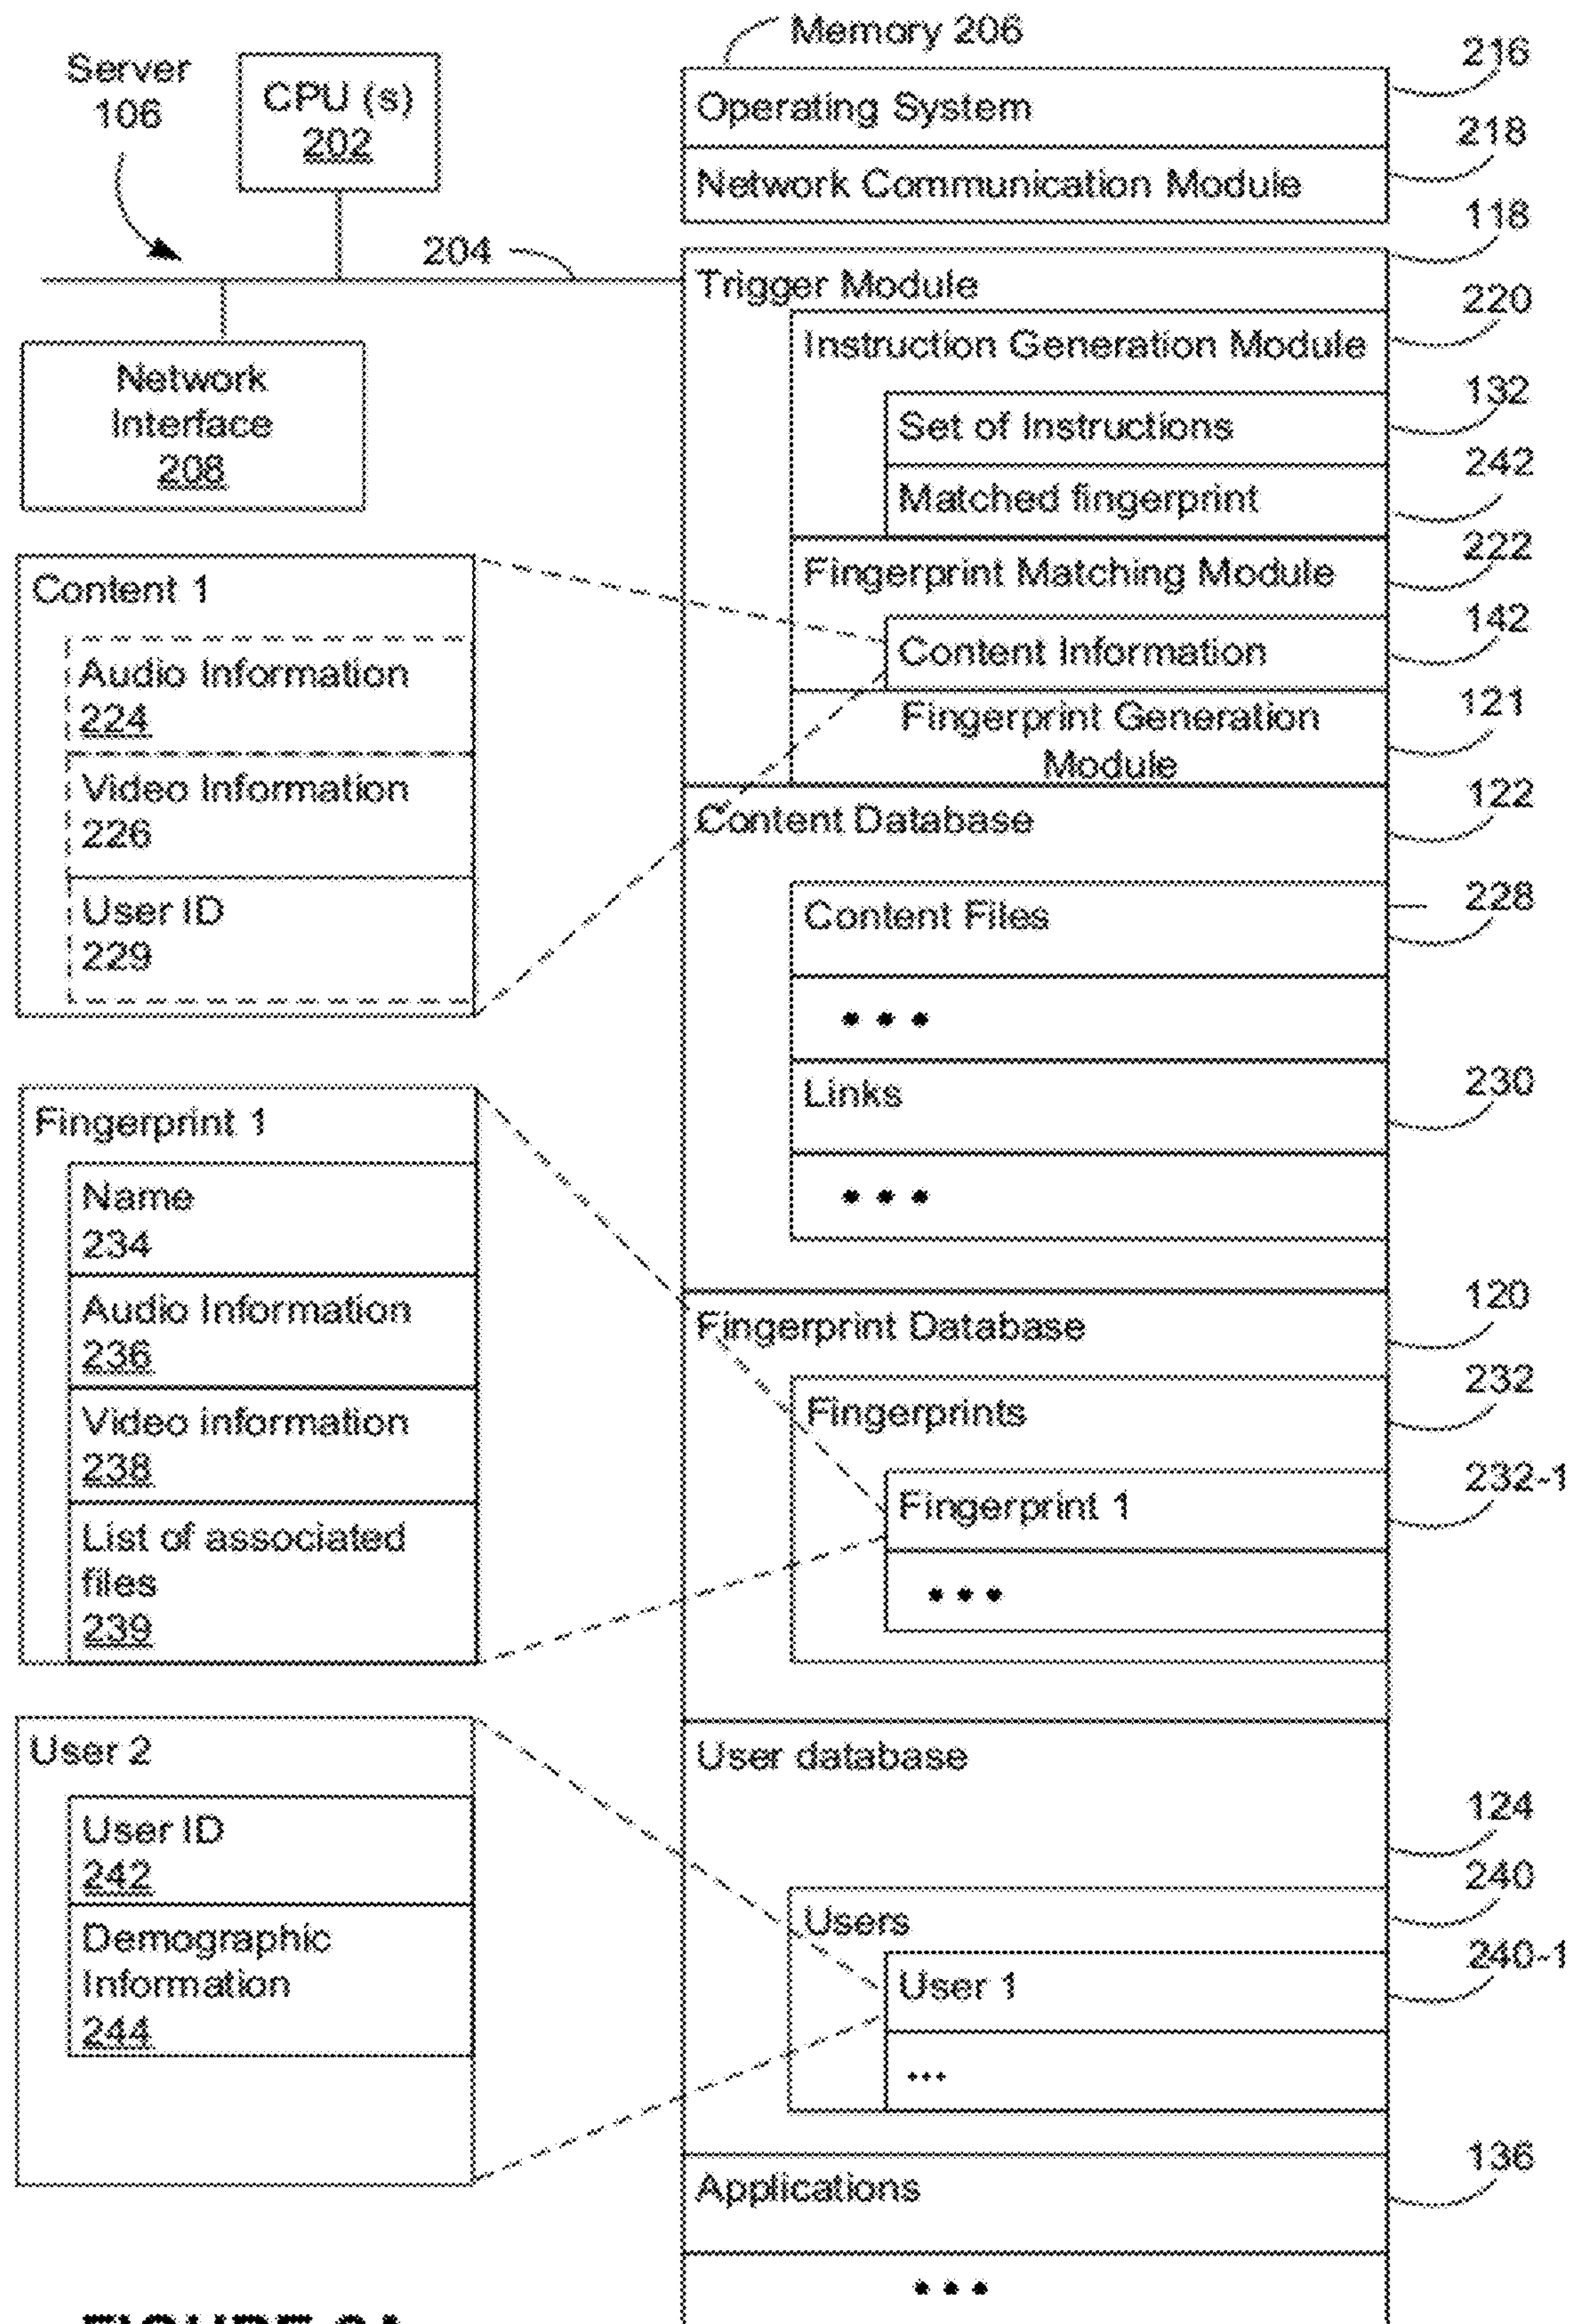 Memory 206
Server
106
CPU (s)
202
204
Network
Interface
208
Operating System
216
Network Communication Module
218
Trigger Module
118
Instruction Generation Module
220
Set of Instructions
132
Matched fingerprint
242
Fingerprint Matching Module
222
Content Information
142
Fingerprint Generation
Module
121
Content Database
122
Content Files
228
• • •
Links
230
• • •
Fingerprint Database
120
Fingerprints
232
Fingerprint 1
232-1
• • •
User database
124
Users
240
User 1
240-1
...
Applications
136
• • •
Content 1
Audio Information
224
Video Information
226
User ID
229
Fingerprint 1
Name
234
Audio Information
236
Video information
238
List of associated
files
239
User 2
User ID
242
Demographic
Information
244